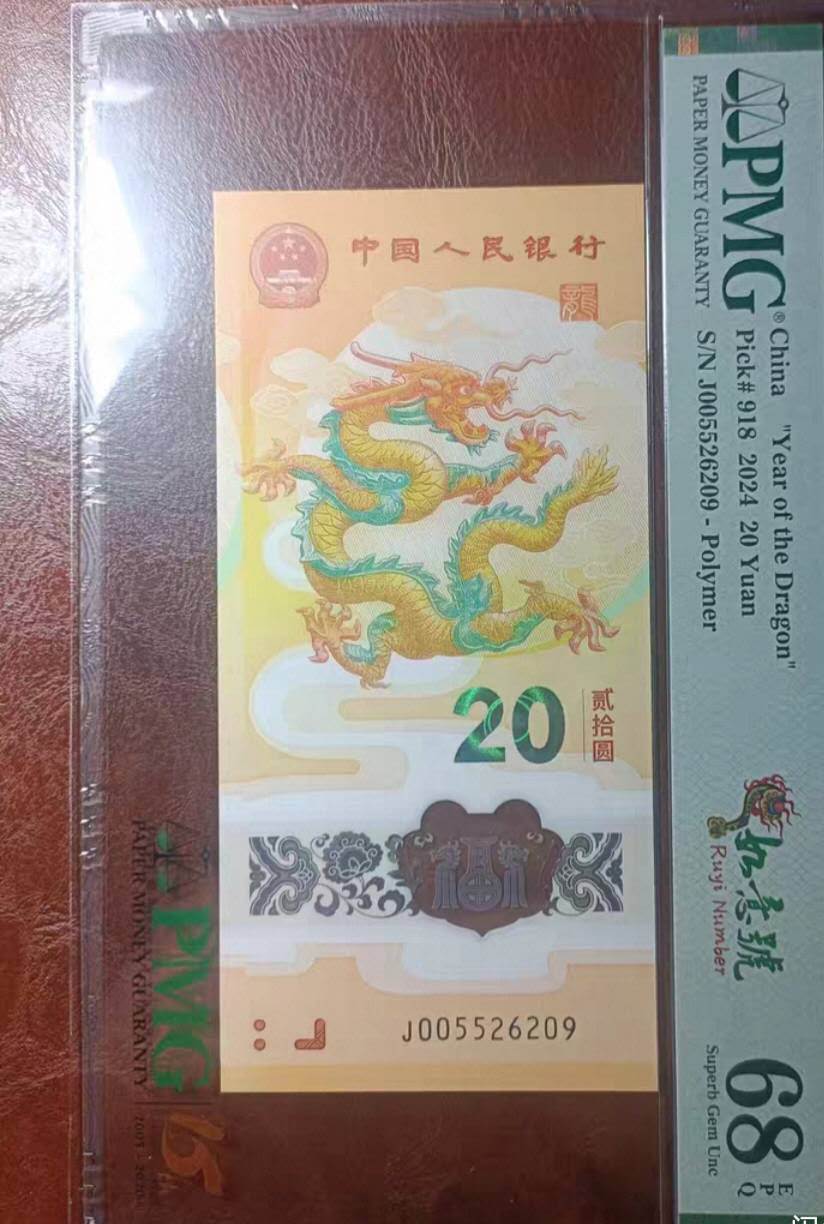 中国人民银行
龍
20
贰拾圆
J005526209
PMG®
PAPER MONEY GUARANTY
China "Year of the Dragon"
Pick# 918 2024 20 Yuan
S/N J005526209 - Polymer
如意號
Ruyi Number
68
EPQ
Superb Gem Unc
PMG
PAPER MONEY GUARANTY
15